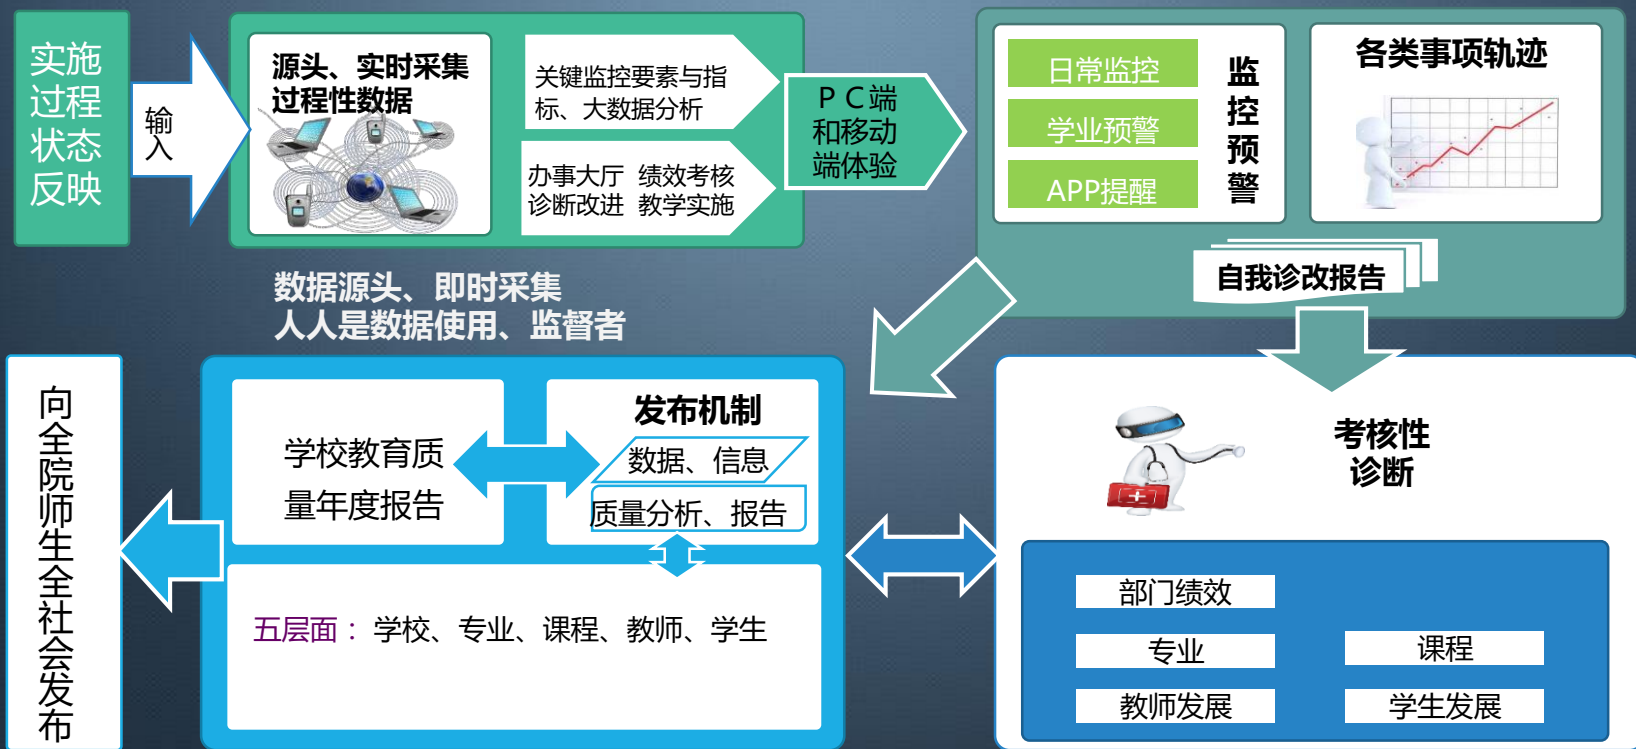 实施
过程
状态
反映
输
入
源头、实时采集
过程性数据
关键监控要素与指
标、大数据分析
办事大厅 绩效考核
诊断改进 教学实施
PC端
和移动
端体验
日常监控
学业预警
APP提醒
监
控
预
警
各类事项轨迹
自我诊改报告
数据源头、即时采集
人人是数据使用、监督者
向
全
院
师
生
全
社
会
发
布
学校教育质
量年度报告
发布机制
数据、信息
质量分析、报告
五层面：学校、专业、课程、教师、学生
考核性
诊断
部门绩效
专业
课程
教师发展
学生发展